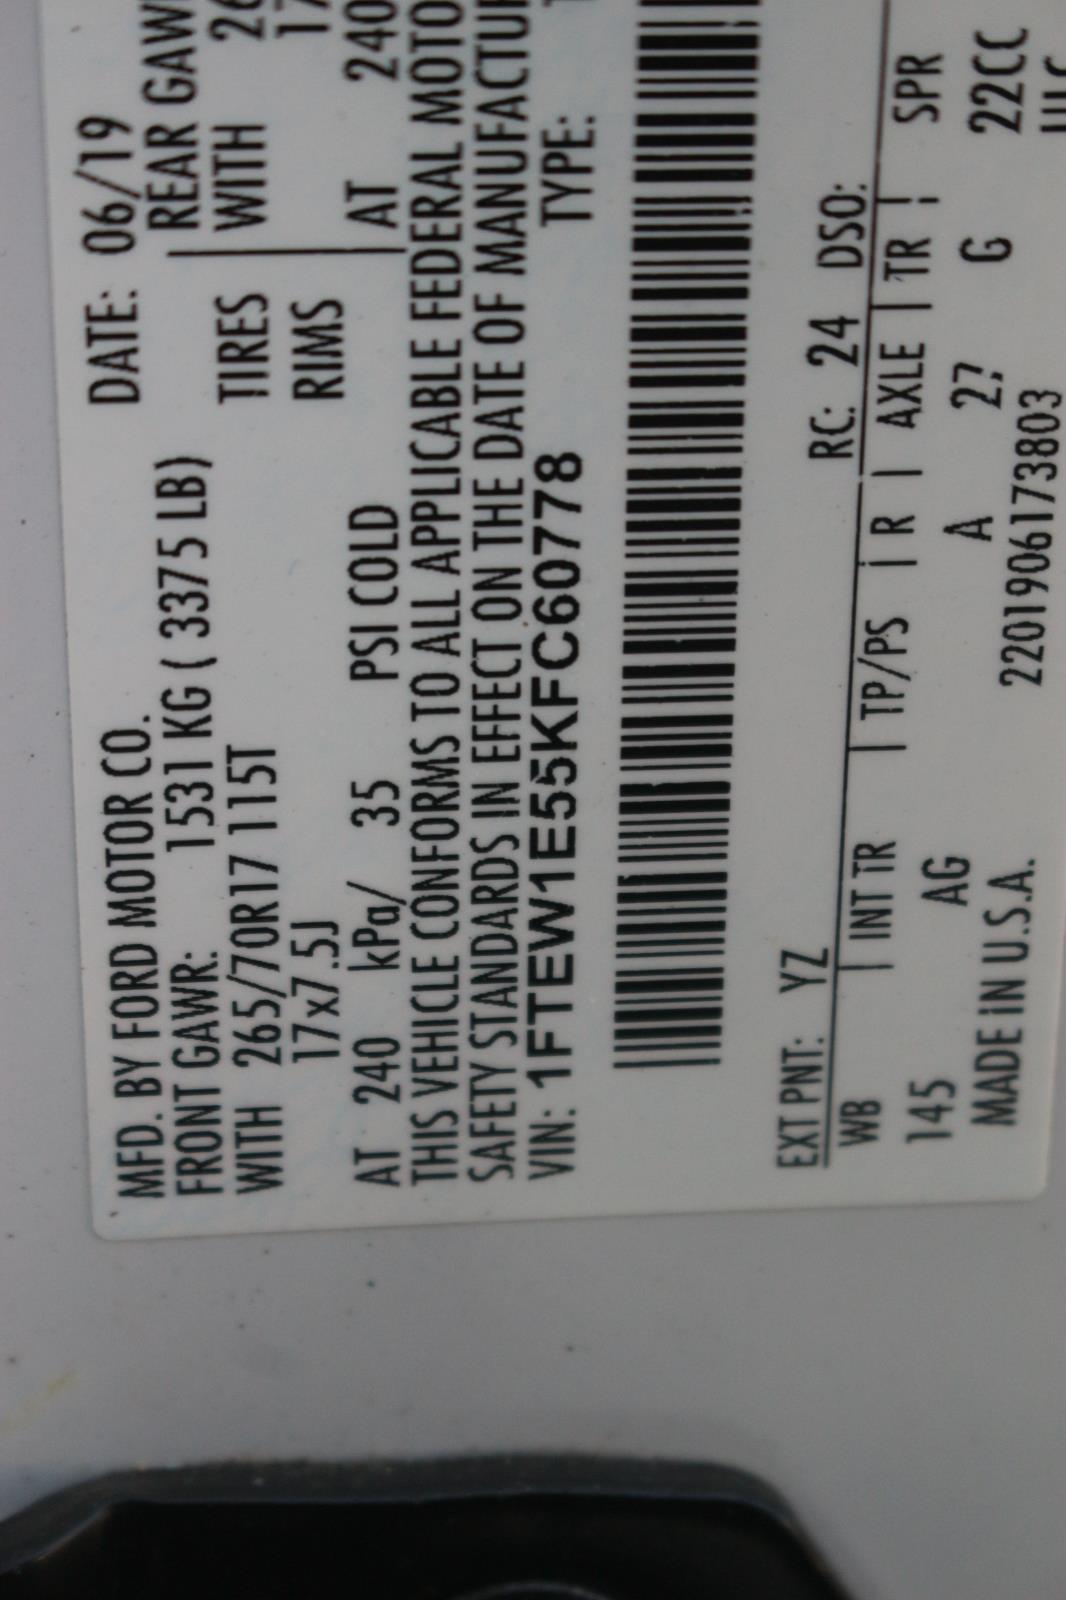 MFD. BY FORD MOTOR CO. DATE: 06/19
FRONT GAWR: 1531 KG ( 3375 LB) REAR GAW
WITH 265/70R17 115T TIRES WITH 26
17x7.5J RIMS 17
AT 240 kPa/ 35 PSI COLD AT 240
THIS VEHICLE CONFORMS TO ALL APPLICABLE FEDERAL MOTO
SAFETY STANDARDS IN EFFECT ON THE DATE OF MANUFACTU
VIN: 1FTEW1E55KFC60778 TYPE:
EXT PNT: YZ RC: 24 DSO:
WB | INT TR | TP/PS | R | AXLE | TR | SPR
145 AG A 27 G 22CC
MADE IN U.S.A. 2201906173803